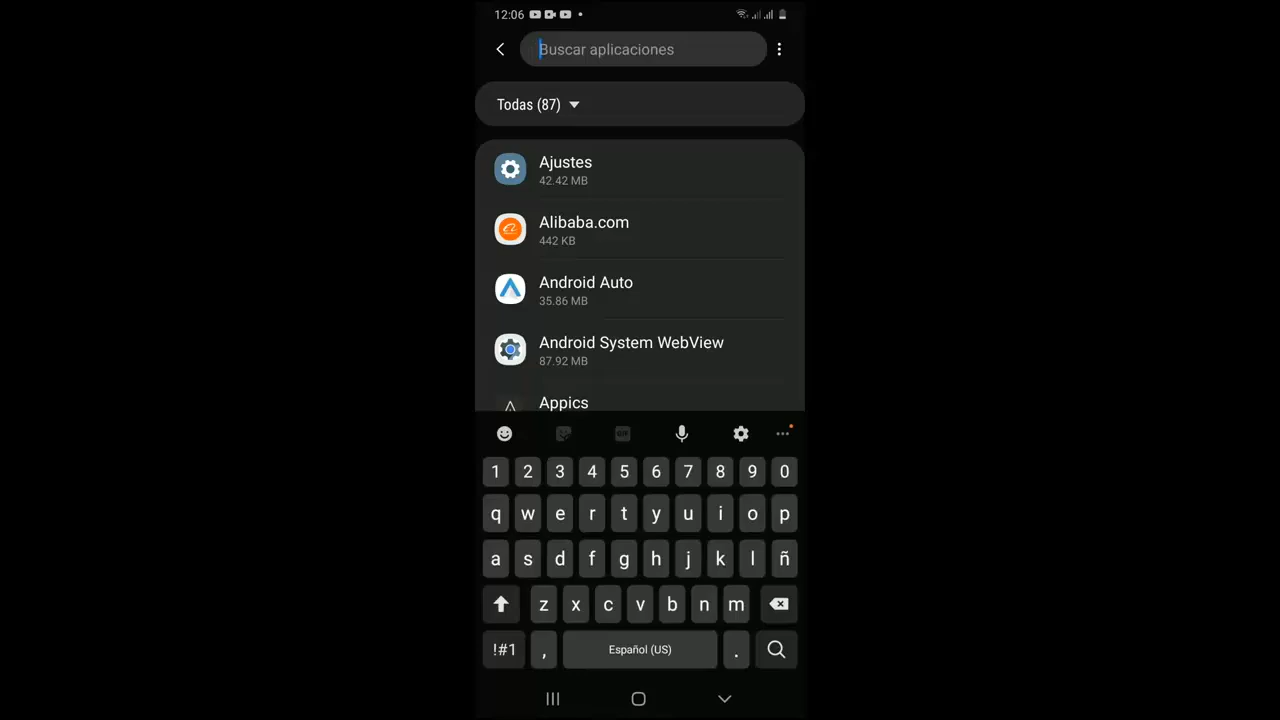 12:06
Buscar aplicaciones
Todas (87)
Ajustes
42.42 MB
Alibaba.com
442 KB
Android Auto
35.86 MB
Android System WebView
87.92 MB
Appics
GIF
1 2 3 4 5 6 7 8 9 0
q w e r t y u i o p
a s d f g h j k l ñ
z x c v b n m
!#1 , Español (US) .